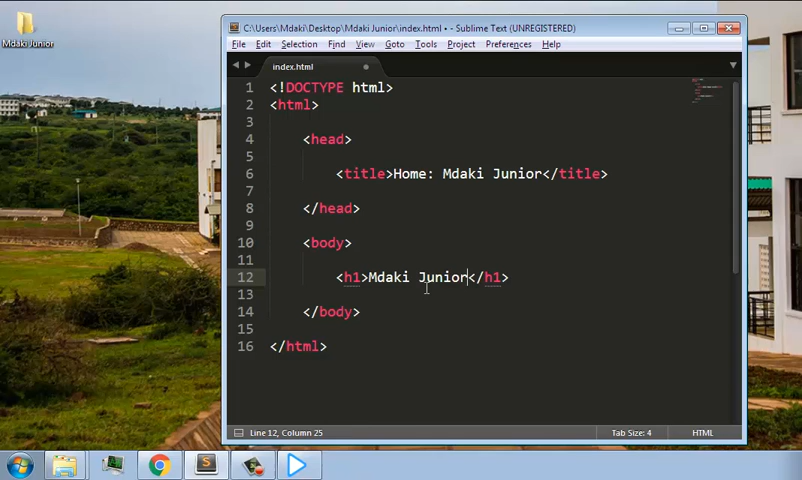 Mdaki Junior
C:\Users\Mdaki\Desktop\Mdaki Junior\index.html • - Sublime Text (UNREGISTERED)
File Edit Selection Find View Goto Tools Project Preferences Help
index.html
1 <!DOCTYPE html>
2 <html>
3
4 <head>
5
6 <title>Home: Mdaki Junior</title>
7
8 </head>
9
10 <body>
11
12 <h1>Mdaki Junior</h1>
13
14 </body>
15
16 </html>
Line 12, Column 25 Tab Size: 4 HTML